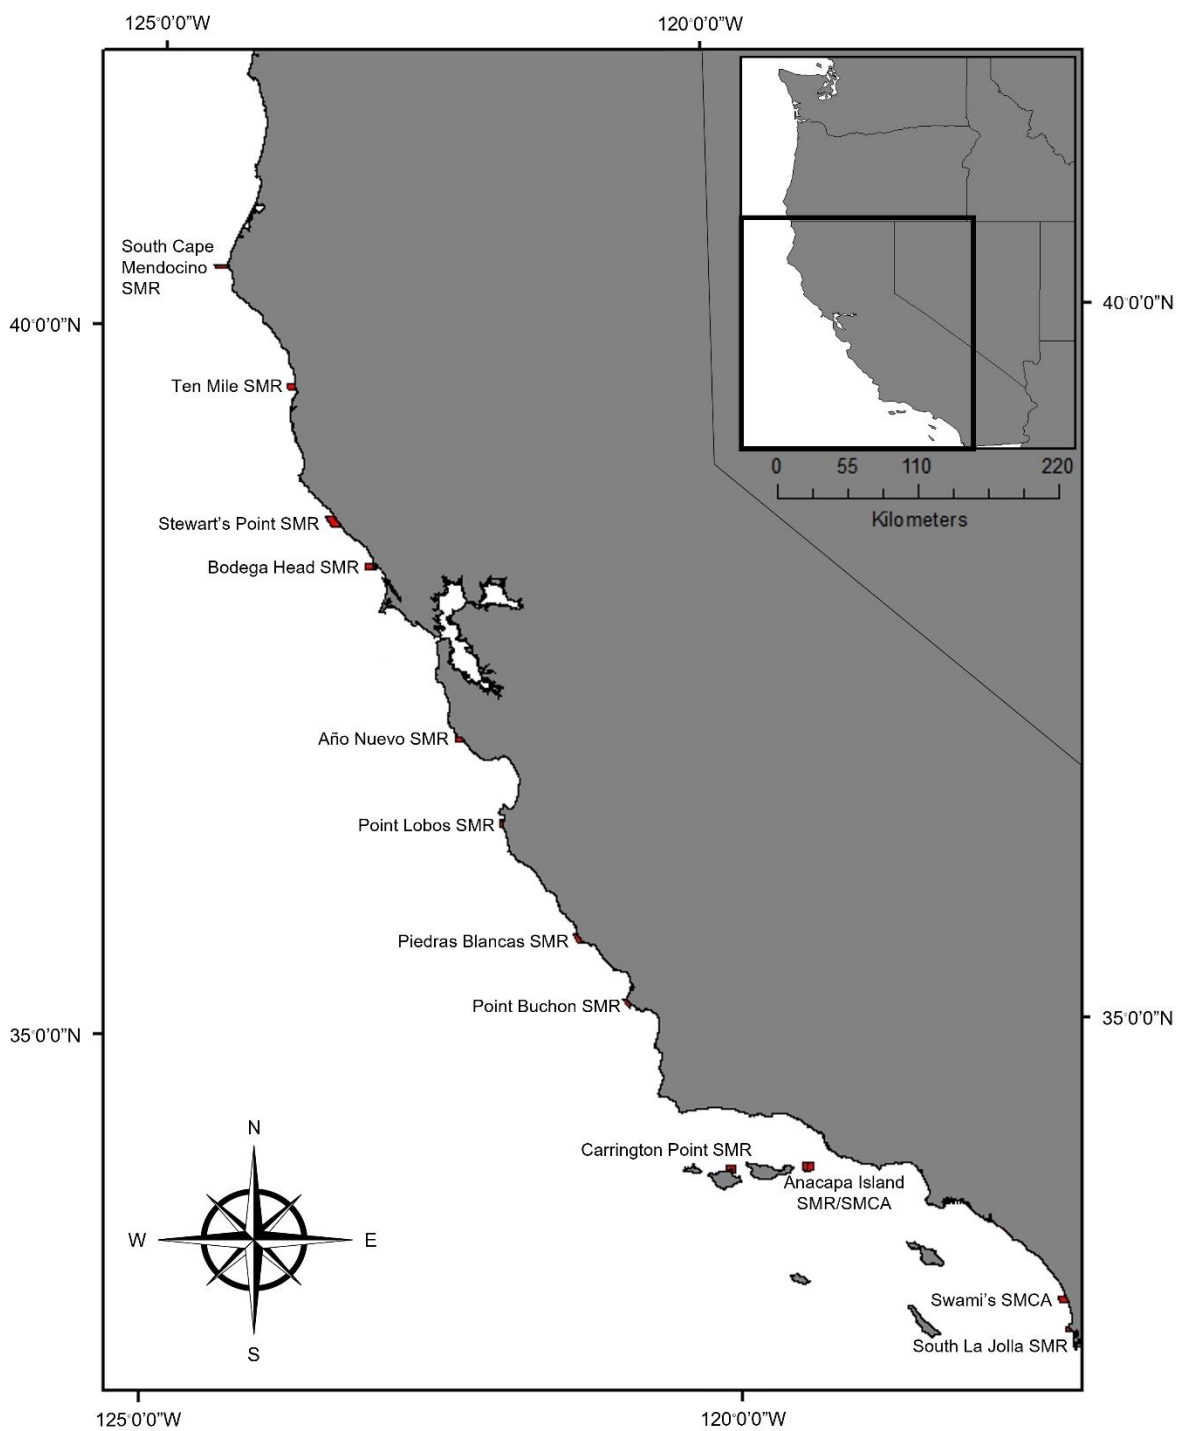 125°0'0"W
120°0'0"W
South Cape
Mendocino
SMR
40°0'0"N
40°0'0"N
Ten Mile SMR
0 55 110 220
Kilometers
Stewart's Point SMR
Bodega Head SMR
Año Nuevo SMR
Point Lobos SMR
Piedras Blancas SMR
Point Buchon SMR
35°0'0"N
35°0'0"N
N
W
E
S
Carrington Point SMR
Anacapa Island
SMR/SMCA
Swami's SMCA
South La Jolla SMR
125°0'0"W
120°0'0"W